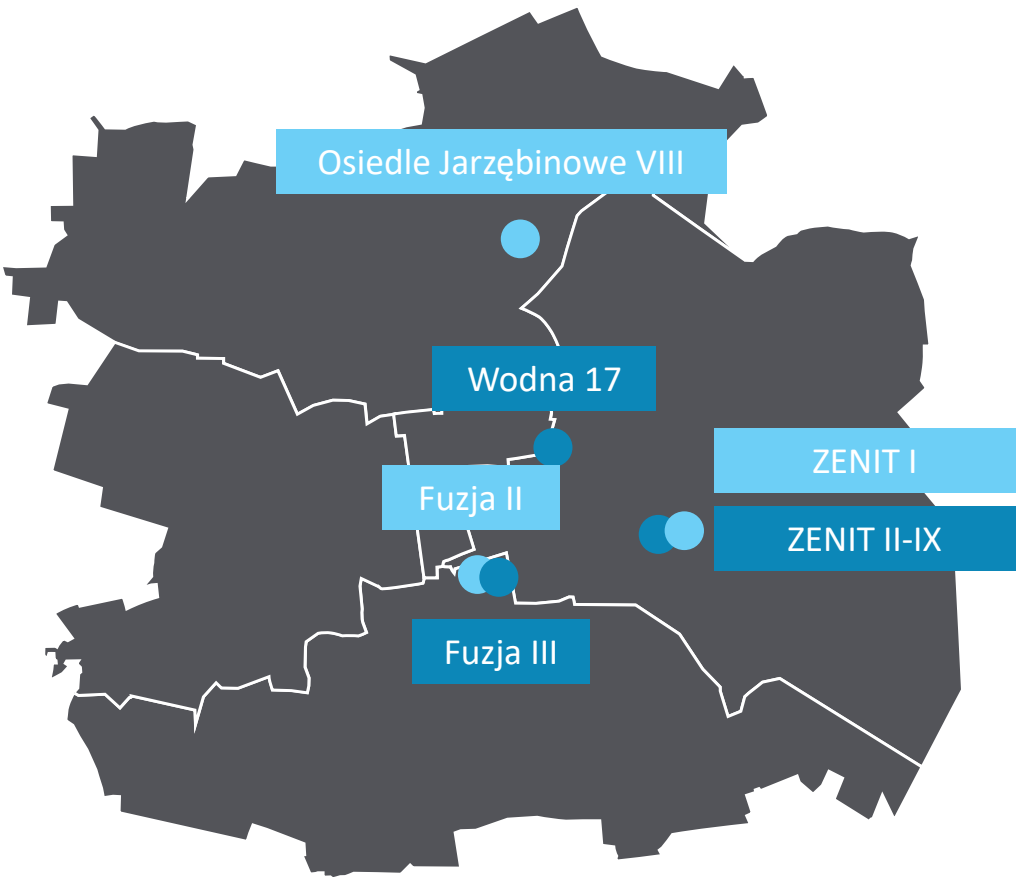 Osiedle Jarzębinowe VIII
Wodna 17
ZENIT I
Fuzja II
ZENIT II-IX
Fuzja III